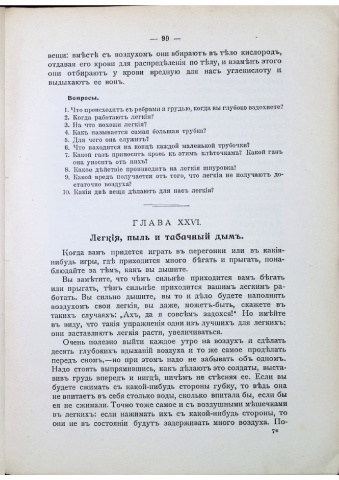 — 99 —
вещи: вмѣстѣ съ воздухомъ они вбираютъ въ тѣло кислородъ,
отдавая его крови для распредѣленія по тѣлу, и взамѣнъ этого
они отбираютъ у крови вредную для насъ углекислоту и
выдыхаютъ ее вонъ.
Вопросы.
1. Что происходитъ въ ребрами и грудью, когда вы глубоко вздохнете?
2. Когда работаютъ легкія?
3. На что похожи легкія?
4. Какъ называется самая большая трубка?
5. Для чего она служитъ?
6. Что находится на концѣ каждой маленькой трубочки?
7. Какой газъ приноситъ кровь къ этимъ клѣточкамъ? Какой газъ
она уноситъ отъ нихъ?
8. Какое дѣйствіе производитъ на легкія шнуровка?
9. Какой вредъ получается отъ того, что легкія не получаютъ до-
статочно воздуха?
10. Какія двѣ вещи дѣлаютъ для насъ легкія?
ГЛАВА XXVI.
Легкія, пыль и табачный дымъ.
Когда вамъ придется играть въ перегонки или въ какія-
нибудь игры, гдѣ приходится много бѣгать и прыгать, пона-
блюдайте за тѣмъ, какъ вы дышите.
Вы замѣтите, что чѣмъ сильнѣе приходится вамъ бѣгать
или прыгать, тѣмъ сильнѣе приходится вашимъ легкимъ ра-
ботать. Вы сильно дышите, вы то и дѣло будете наполнять
воздухомъ свои легкія, вы даже, можетъ-быть, скажете въ
такихъ случаяхъ: „Ахъ, да я совсѣмъ задохся!“ Но имѣйте
въ виду, что такія упражненія одни изъ лучшихъ для легкихъ:
они заставляютъ легкія расти, увеличиваться.
Очень полезно выйти каждое утро на воздухъ и сдѣлать
десять глубокихъ вдыханій воздуха и то же самое продѣлать
передъ сномъ,—но при этомъ надо не забывать объ одномъ.
Надо стоять выпрямившись, какъ дѣлаютъ это солдаты, выста-
вивъ грудь впередъ и нигдѣ, ничѣмъ не стѣсняя ее. Если вы
будете сжимать съ какой-нибудь стороны губку, то вѣдь она
не впитаетъ въ себя столько воды, сколько впитала бы, если бы
ея не сжимали. Точно тоже самое и съ воздушными мѣшечками
въ легкихъ: если нажимать ихъ съ какой-нибудь стороны, то
они не въ состояніи будутъ задерживать много воздуха. По-
7*